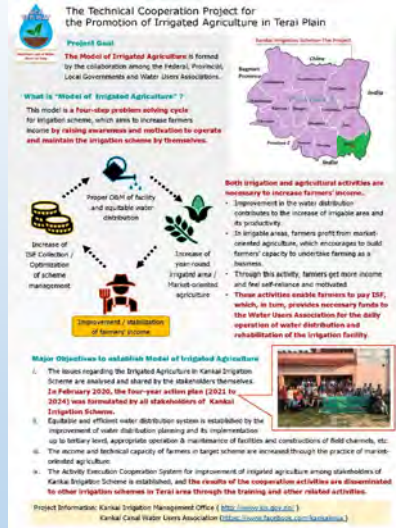 The Technical Cooperation Project for
the Promotion of Irrigated Agriculture in Terai Plain
Project Goal
The Model of Irrigated Agriculture is formed
by the collaboration among the Federal, Provincial,
Local Governments and Water Users Associations.
Kankai Irrigation Scheme-The Project
China
Bagmati
Province
India
India
What is "Model of Irrigated Agriculture" ?
This model is a four-step problem solving cycle
for irrigation scheme, which aims to increase farmers
income by raising awareness and motivation to operate
and maintain the irrigation scheme by themselves.
Proper O&M of facility
and equitable water
distribution
Increase of
ISF Collection /
Optimization
of scheme
management
Increase of
year-round
irrigated area /
Market-oriented
agriculture
Improvement / stabilization
of farmers' income
Both irrigation and agricultural activities are
necessary to increase farmers' income.
• Improvement in the water distribution
contributes to the increase of irrigable area and
its productivity.
• In irrigable areas, farmers profit from market-
oriented agriculture, which encourages to build
farmers' capacity to undertake farming as a
business.
• Through this activity, farmers get more income
and feel self-reliance and motivated.
• These activities enable farmers to pay ISF,
which, in turn, provides necessary funds to
the Water Users Association for the daily
operation of water distribution and
rehabilitation of the irrigation facility.
Major Objectives to establish Model of Irrigated Agriculture
i. The issues regarding the Irrigated Agriculture in Kankai Irrigation
Scheme are analysed and shared by the stakeholders themselves.
In February 2020, the four-year action plan (2021 to
2024) was formulated by all stakeholders of Kankai
Irrigation Scheme.
ii. Equitable and efficient water distribution system is established by the
improvement of water distribution planning and its implementation
up to tertiary level, appropriate operation & maintenance of facilities and constructions of field channels, etc.
iii. The income and technical capacity of farmers in target scheme are increased through the practice of market-
oriented agriculture.
iv. The Activity Execution Cooperation System for improvement of irrigated agriculture among stakeholders of
Kankai Irrigation Scheme is established, and the results of the cooperation activities are disseminated
to other irrigation schemes in Terai area through the training and other related activities.
Project Information: Kankai Irrigation Management Office
Kankai Canal Water Users Association